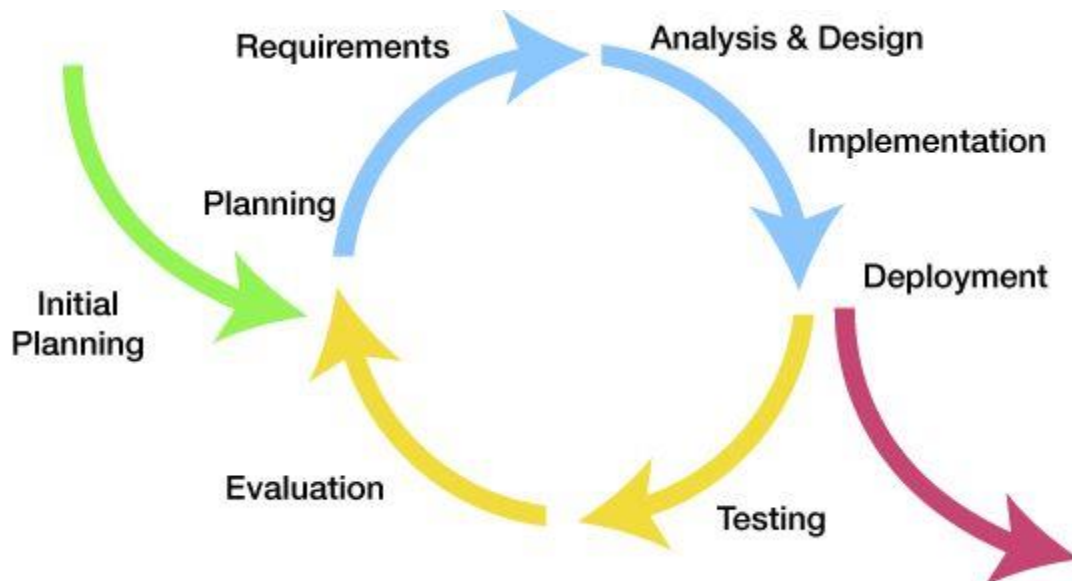 Requirements
Analysis & Design
Implementation
Planning
Deployment
Initial
Planning
Evaluation
Testing